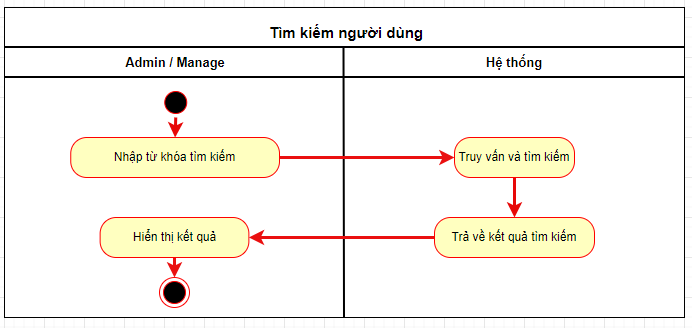 Tìm kiếm người dùng
Admin / Manage
Hệ thống
Nhập từ khóa tìm kiếm
Truy vấn và tìm kiếm
Hiển thị kết quả
Trả về kết quả tìm kiếm